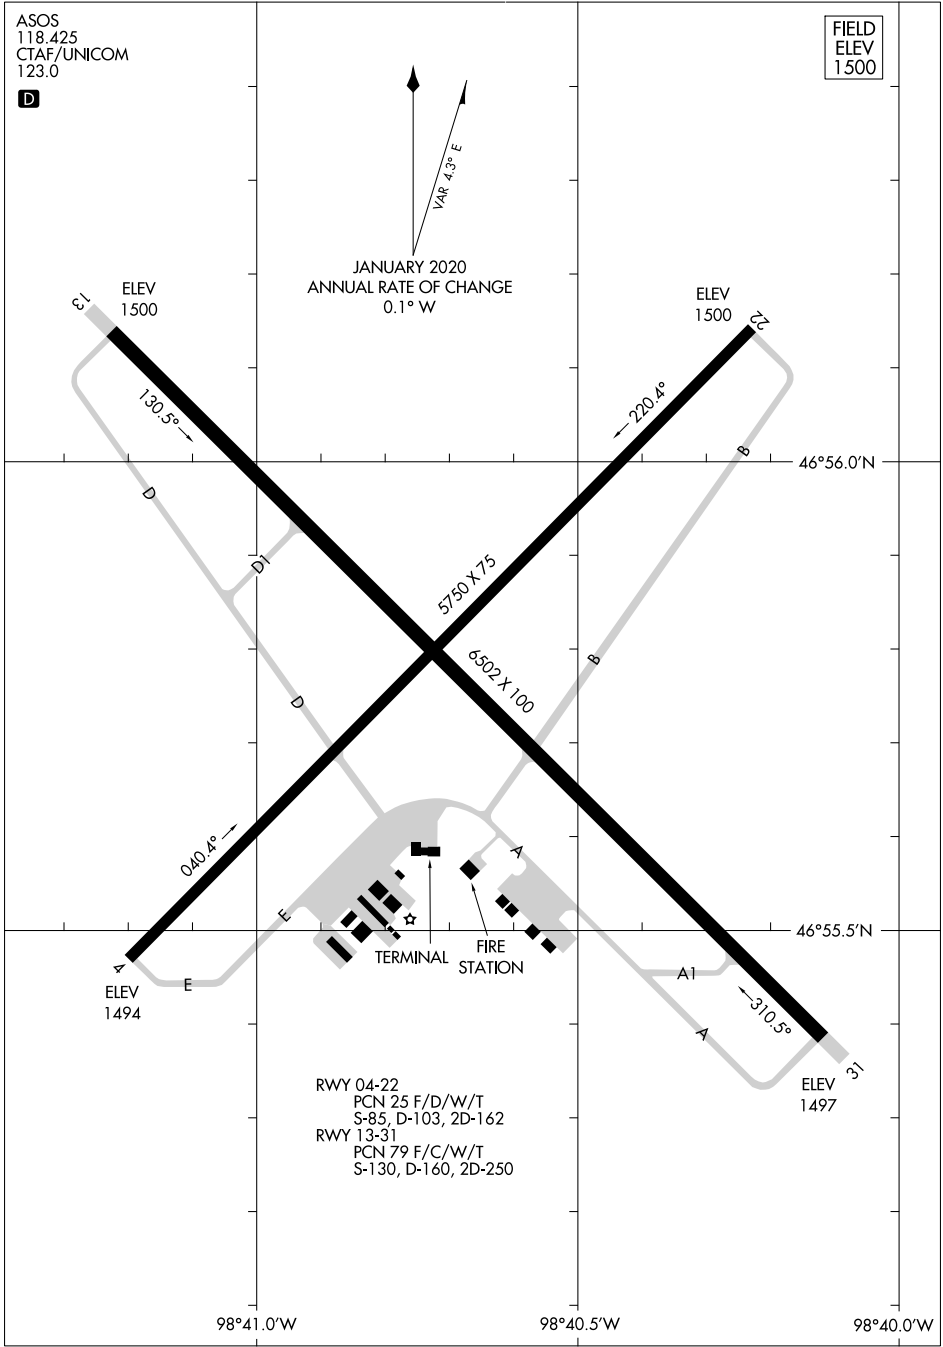 ASOS
118.425
CTAF/UNICOM
123.0
D
FIELD
ELEV
1500
VAR 4.3° E
JANUARY 2020
ANNUAL RATE OF CHANGE
0.1° W
13
ELEV
1500
ELEV
1500
22
130.5°
220.4°
B
46°56.0'N
D
D1
5750 X 75
6502 X 100
B
D
040.4°
A
E
46°55.5'N
TERMINAL
FIRE
STATION
4
E
A1
ELEV
1494
310.5°
A
31
ELEV
1497
RWY 04-22
PCN 25 F/D/W/T
S-85, D-103, 2D-162
RWY 13-31
PCN 79 F/C/W/T
S-130, D-160, 2D-250
98°41.0'W
98°40.5'W
98°40.0'W